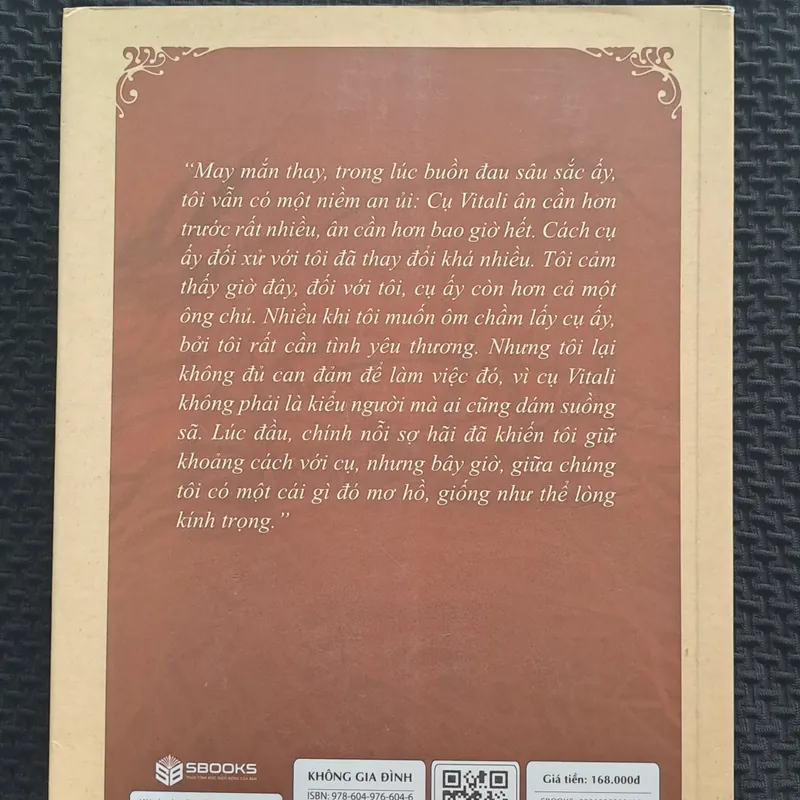 “May mắn thay, trong lúc buồn đau sâu sắc ấy,
tôi vẫn có một niềm an ủi: Cụ Vitali ân cần hơn
trước rất nhiều, ân cần hơn bao giờ hết. Cách cụ
ấy đối xử với tôi đã thay đổi khá nhiều. Tôi cảm
thấy giờ đây, đối với tôi, cụ ấy còn hơn cả một
ông chủ. Nhiều khi tôi muốn ôm chầm lấy cụ ấy,
bởi tôi rất cần tình yêu thương. Nhưng tôi lại
không đủ can đảm để làm việc đó, vì cụ Vitali
không phải là kiểu người mà ai cũng dám suồng
sã. Lúc đầu, chính nỗi sợ hãi đã khiến tôi giữ
khoảng cách với cụ, nhưng bây giờ, giữa chúng
tôi có một cái gì đó mơ hồ, giống như thể lòng
kính trọng.”
SBOOKS
KHÔNG GIA ĐÌNH
ISBN: 978-604-976-604-6
Giá tiền: 168.000đ